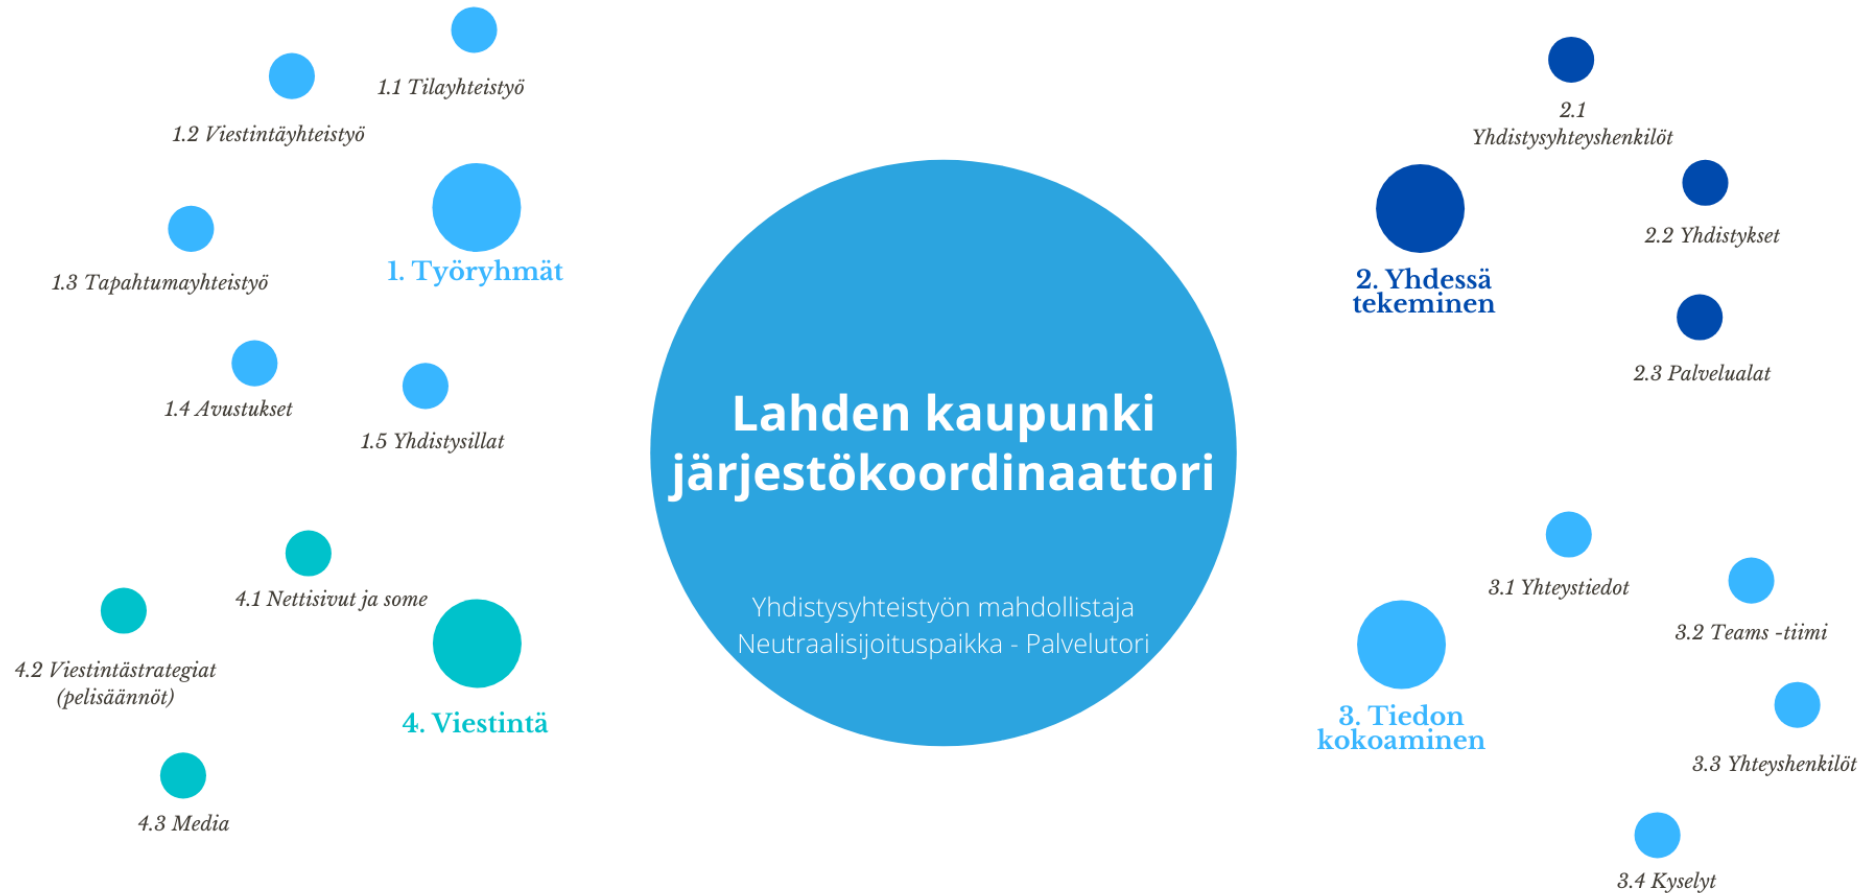 Lahden kaupunki
järjestökoordinaattori
Yhdistysyhteistyön mahdollistaja
Neutraalisijoituspaikka - Palvelutori
1. Työryhmät
1.1 Tilayhteistyö
1.2 Viestintäyhteistyö
1.3 Tapahtumayhteistyö
1.4 Avustukset
1.5 Yhdistysillat
2. Yhdessä
tekeminen
2.1
Yhdistysyhteyshenkilöt
2.2 Yhdistykset
2.3 Palvelualat
3. Tiedon
kokoaminen
3.1 Yhteystiedot
3.2 Teams -tiimi
3.3 Yhteyshenkilöt
3.4 Kyselyt
4. Viestintä
4.1 Nettisivut ja some
4.2 Viestintästrategiat
(pelisäännöt)
4.3 Media